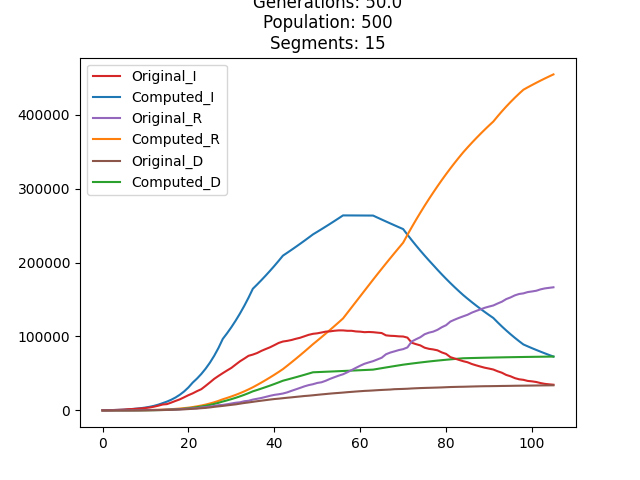 Generations: 50.0
Population: 500
Segments: 15
Original_I
Computed_I
Original_R
Computed_R
Original_D
Computed_D
400000
300000
200000
100000
0
0 20 40 60 80 100